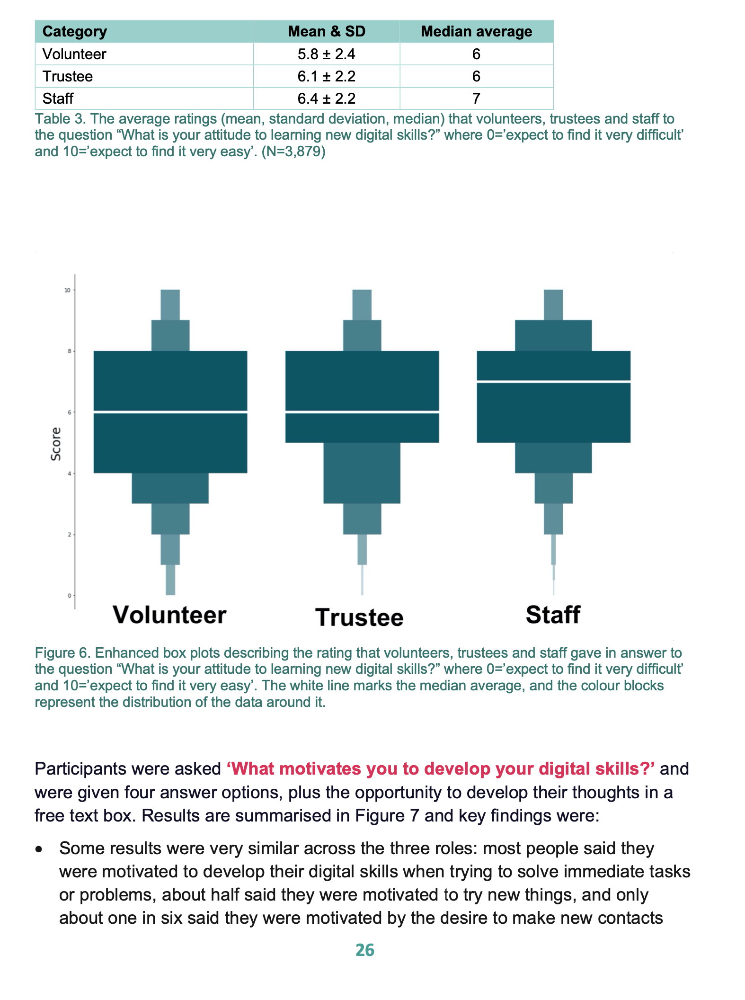 Category Mean & SD Median average
Volunteer 5.8 ± 2.4 6
Trustee 6.1 ± 2.2 6
Staff 6.4 ± 2.2 7
Table 3. The average ratings (mean, standard deviation, median) that volunteers, trustees and staff to
the question “What is your attitude to learning new digital skills?” where 0=’expect to find it very difficult’
and 10=’expect to find it very easy’. (N=3,879)
10
8
6
Score
4
2
0
Volunteer Trustee Staff
Figure 6. Enhanced box plots describing the rating that volunteers, trustees and staff gave in answer to
the question “What is your attitude to learning new digital skills?” where 0=’expect to find it very difficult’
and 10=’expect to find it very easy’. The white line marks the median average, and the colour blocks
represent the distribution of the data around it.
Participants were asked ‘What motivates you to develop your digital skills?’ and
were given four answer options, plus the opportunity to develop their thoughts in a
free text box. Results are summarised in Figure 7 and key findings were:
• Some results were very similar across the three roles: most people said they
were motivated to develop their digital skills when trying to solve immediate tasks
or problems, about half said they were motivated to try new things, and only
about one in six said they were motivated by the desire to make new contacts
26